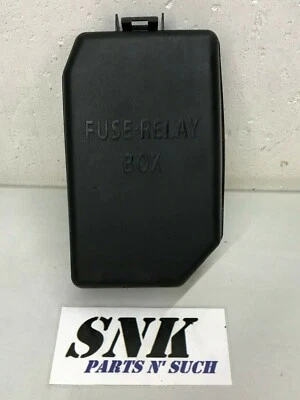 FUSE-RELAY
BOX
SNK
PARTS N' SUCH